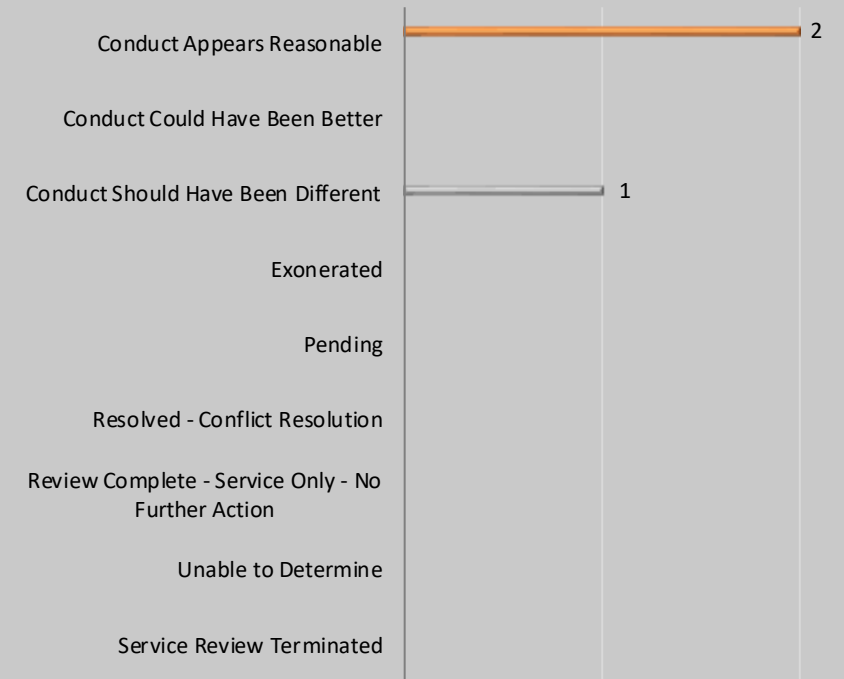 Conduct Appears Reasonable 2
Conduct Could Have Been Better
Conduct Should Have Been Different 1
Exonerated
Pending
Resolved - Conflict Resolution
Review Complete - Service Only - No
Further Action
Unable to Determine
Service Review Terminated